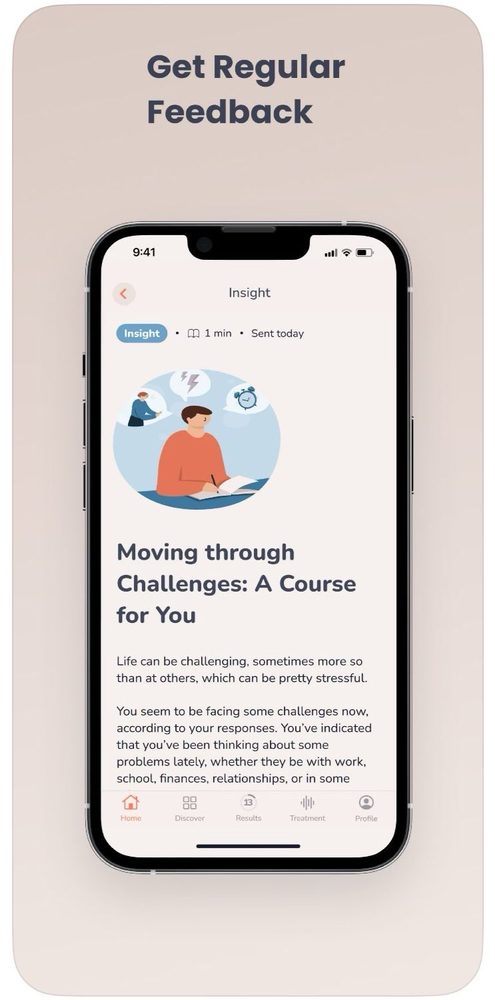 Get Regular
Feedback
9:41
Insight
Insight • 1 min • Sent today
Moving through
Challenges: A Course
for You
Life can be challenging, sometimes more so
than at others, which can be pretty stressful.
You seem to be facing some challenges now,
according to your responses. You've indicated
that you've been thinking about some
problems lately, whether they be with work,
school, finances, relationships, or in some
13
Home Discover Results Treatment Profile